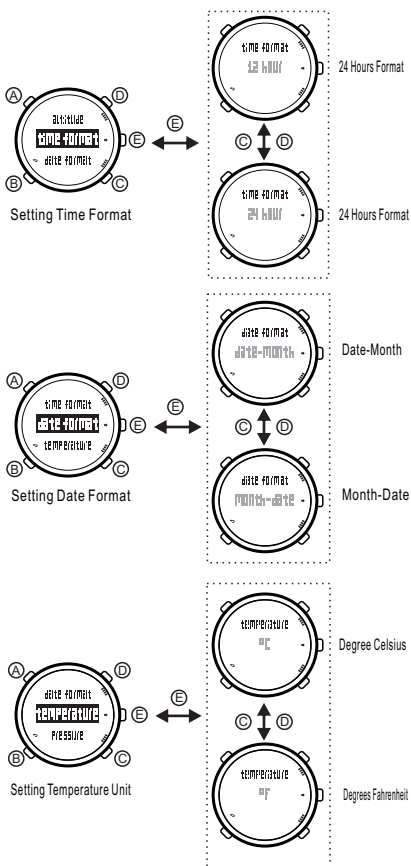 time format
12 hour
24 Hours Format
A
D
altitude
time format
date format
E
E
B
C
C
D
Setting Time Format
time format
24 hour
24 Hours Format
date format
date-month
Date-Month
A
D
time format
date format
temperature
E
E
B
C
C
D
Setting Date Format
date format
month-date
Month-Date
temperature
°C
Degree Celsius
A
D
date format
temperature
pressure
E
E
B
C
C
D
Setting Temperature Unit
temperature
°F
Degrees Fahrenheit